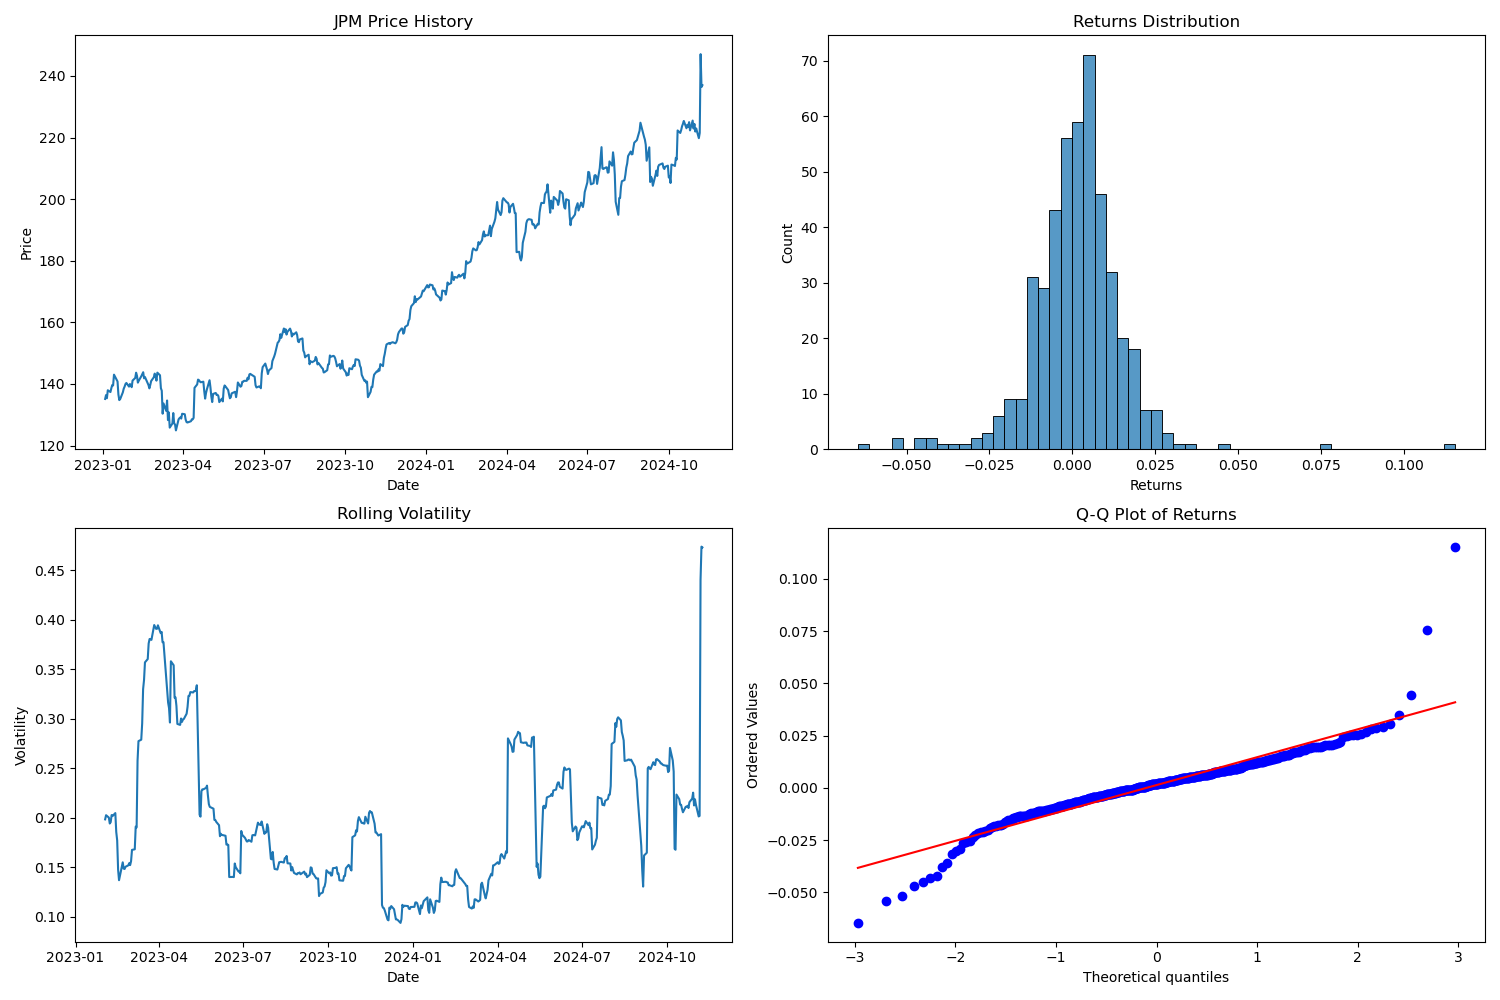 JPM Price History
Price
240
220
200
180
160
140
120
2023-01 2023-04 2023-07 2023-10 2024-01 2024-04 2024-07 2024-10
Date
Returns Distribution
Count
70
60
50
40
30
20
10
0
−0.050 −0.025 0.000 0.025 0.050 0.075 0.100
Returns
Rolling Volatility
Volatility
0.45
0.40
0.35
0.30
0.25
0.20
0.15
0.10
2023-01 2023-04 2023-07 2023-10 2024-01 2024-04 2024-07 2024-10
Date
Q-Q Plot of Returns
Ordered Values
0.100
0.075
0.050
0.025
0.000
−0.025
−0.050
−3 −2 −1 0 1 2 3
Theoretical quantiles